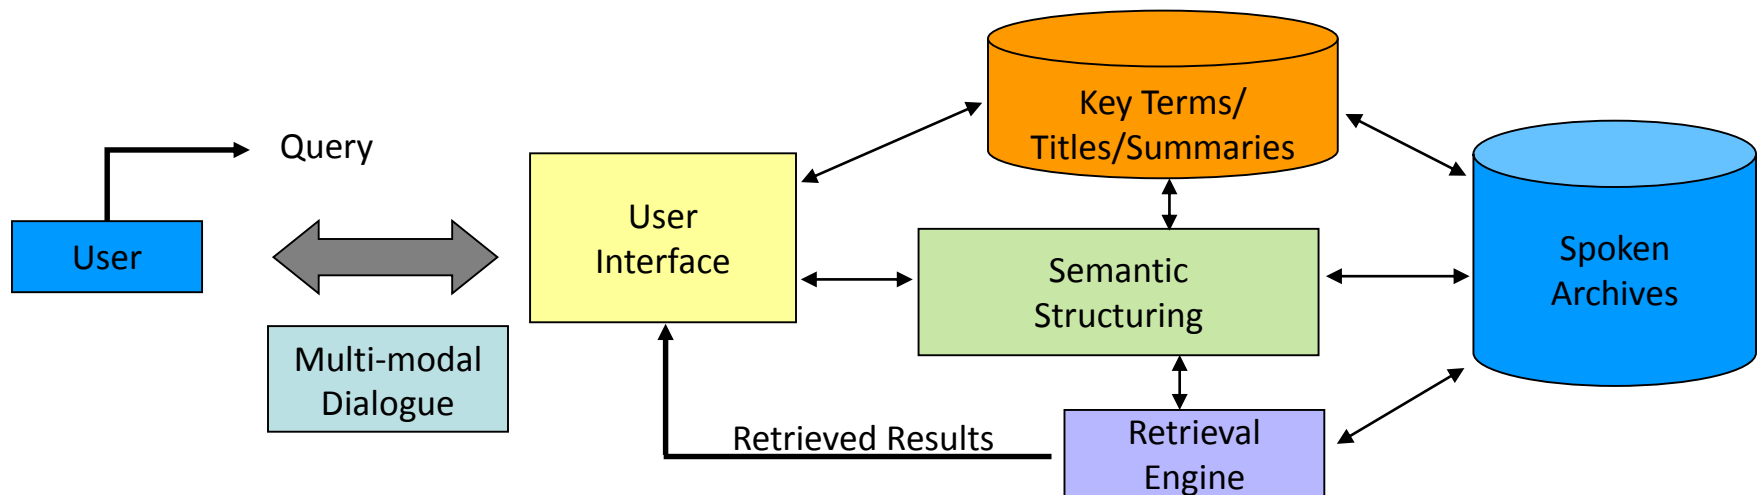 Query
User
Multi-modal
Dialogue
User
Interface
Key Terms/
Titles/Summaries
Semantic
Structuring
Spoken
Archives
Retrieved Results
Retrieval
Engine